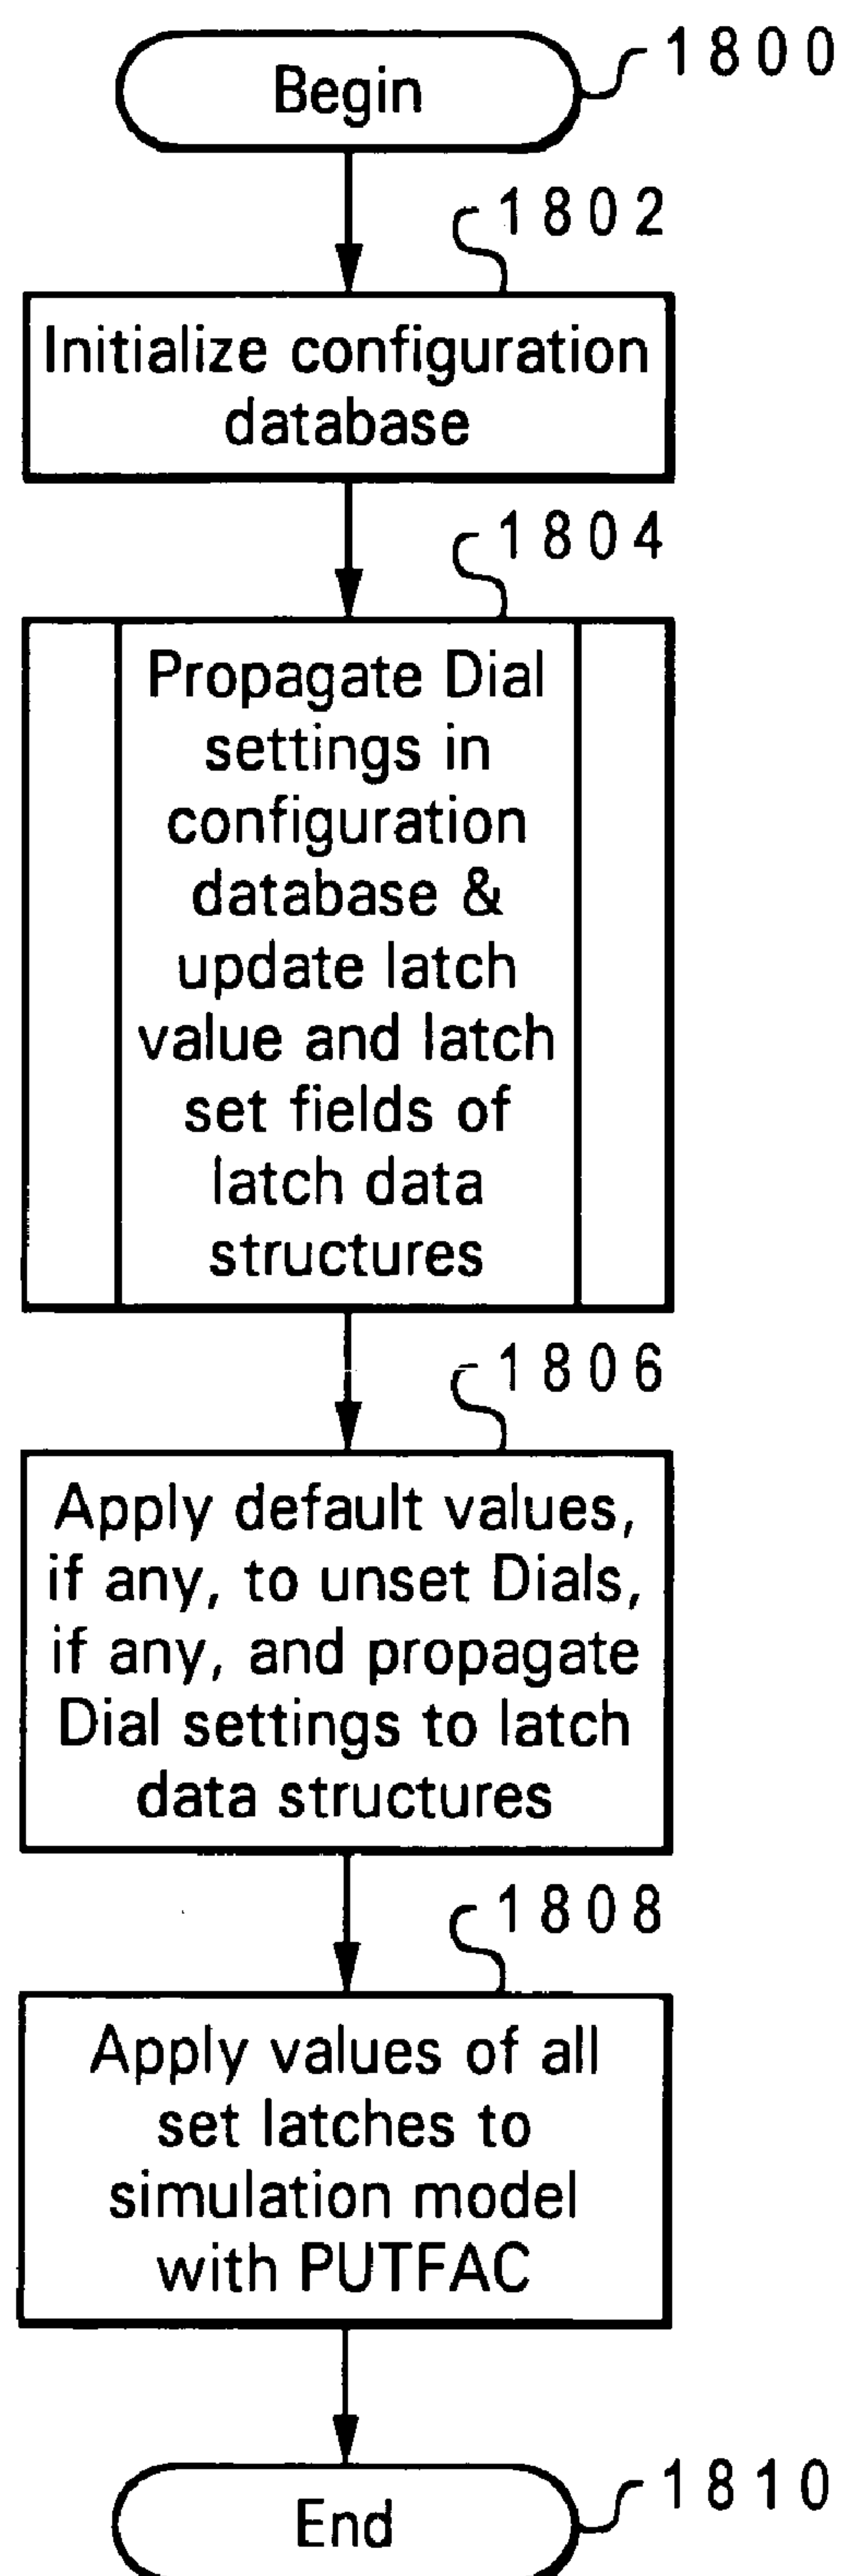 Begin
1800
1802
Initialize configuration
database
1804
Propagate Dial
settings in
configuration
database &
update latch
value and latch
set fields of
latch data
structures
1806
Apply default values,
if any, to unset Dials,
if any, and propagate
Dial settings to latch
data structures
1808
Apply values of all
set latches to
simulation model
with PUTFAC
End
1810